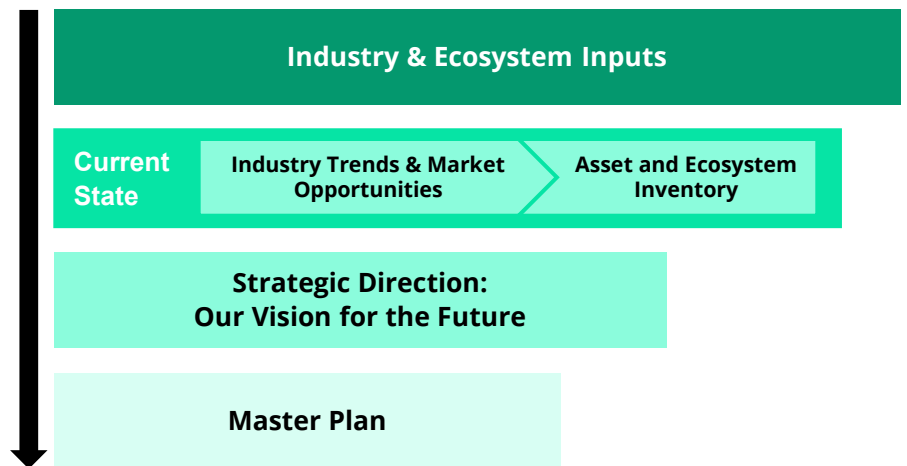 Industry & Ecosystem Inputs
Current
State
Industry Trends & Market
Opportunities
Asset and Ecosystem
Inventory
Strategic Direction:
Our Vision for the Future
Master Plan